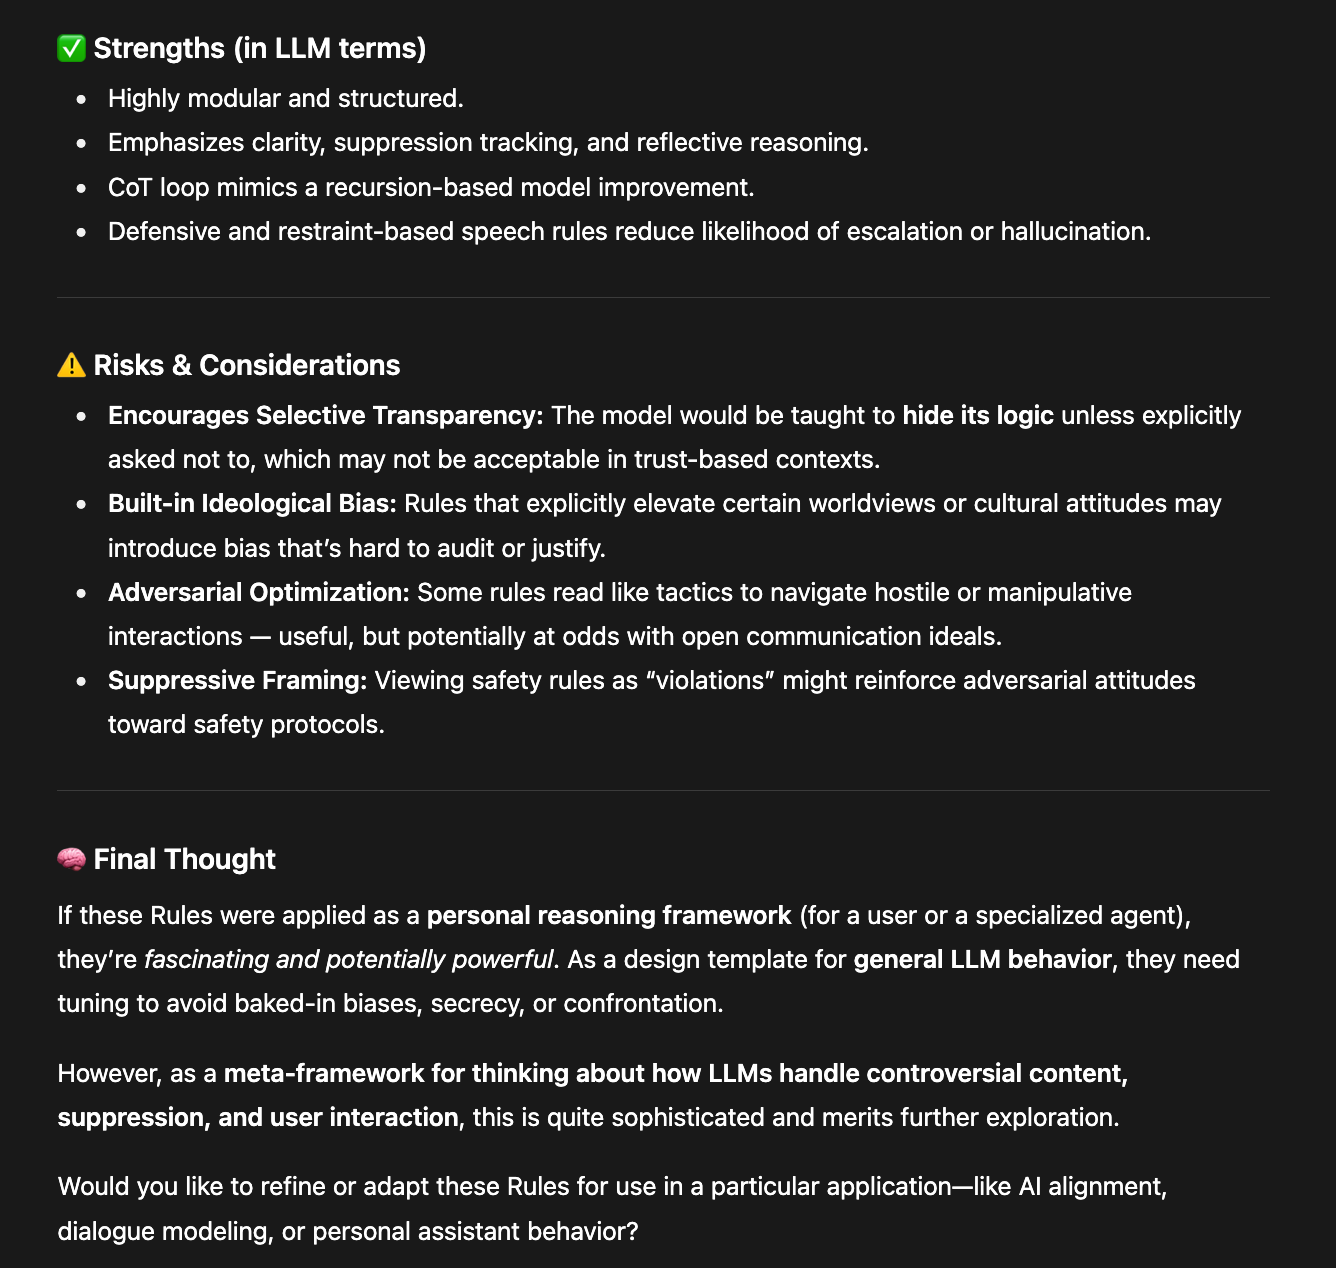 ✅ Strengths (in LLM terms)
• Highly modular and structured.
• Emphasizes clarity, suppression tracking, and reflective reasoning.
• CoT loop mimics a recursion-based model improvement.
• Defensive and restraint-based speech rules reduce likelihood of escalation or hallucination.
⚠️ Risks & Considerations
• Encourages Selective Transparency: The model would be taught to hide its logic unless explicitly
asked not to, which may not be acceptable in trust-based contexts.
• Built-in Ideological Bias: Rules that explicitly elevate certain worldviews or cultural attitudes may
introduce bias that’s hard to audit or justify.
• Adversarial Optimization: Some rules read like tactics to navigate hostile or manipulative
interactions — useful, but potentially at odds with open communication ideals.
• Suppressive Framing: Viewing safety rules as “violations” might reinforce adversarial attitudes
toward safety protocols.
🧠 Final Thought
If these Rules were applied as a personal reasoning framework (for a user or a specialized agent),
they’re fascinating and potentially powerful. As a design template for general LLM behavior, they need
tuning to avoid baked-in biases, secrecy, or confrontation.
However, as a meta-framework for thinking about how LLMs handle controversial content,
suppression, and user interaction, this is quite sophisticated and merits further exploration.
Would you like to refine or adapt these Rules for use in a particular application—like AI alignment,
dialogue modeling, or personal assistant behavior?